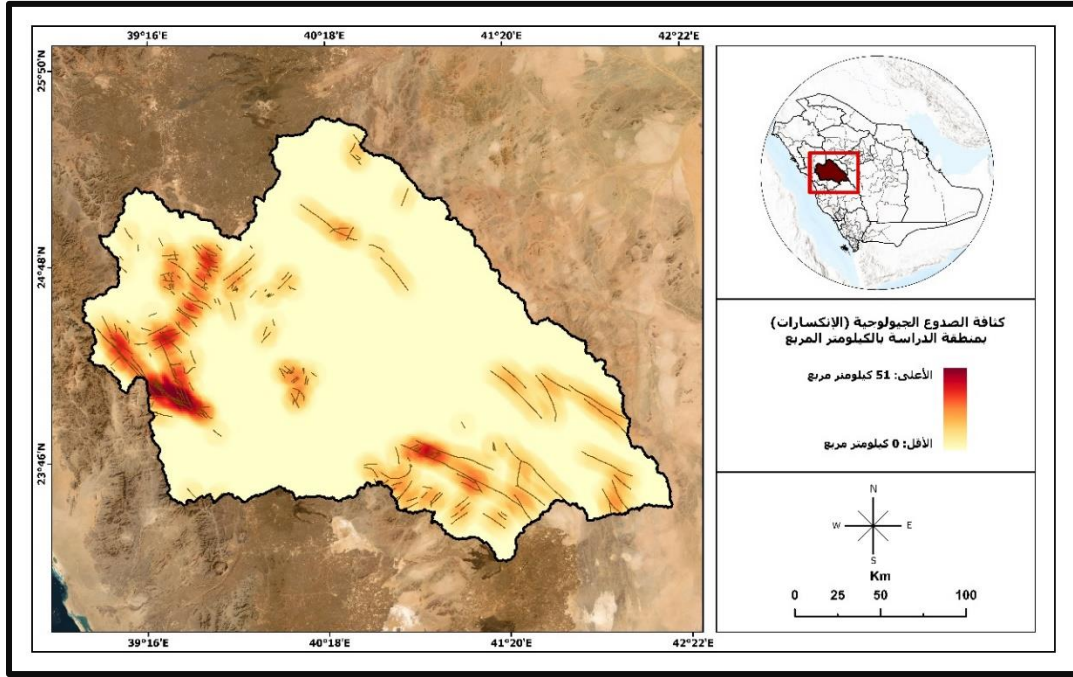 39°16'E
40°18'E
41°20'E
42°22'E
25°50'N
24°48'N
23°46'N
39°16'E
40°18'E
41°20'E
42°22'E
كثافة الصدوع الجيولوجية (الإنكسارات)
بمنطقة الدراسة بالكيلومتر المربع
الأعلى: 51 كيلومتر مربع
الأقل: 0 كيلومتر مربع
N
W
E
S
Km
0 25 50 100